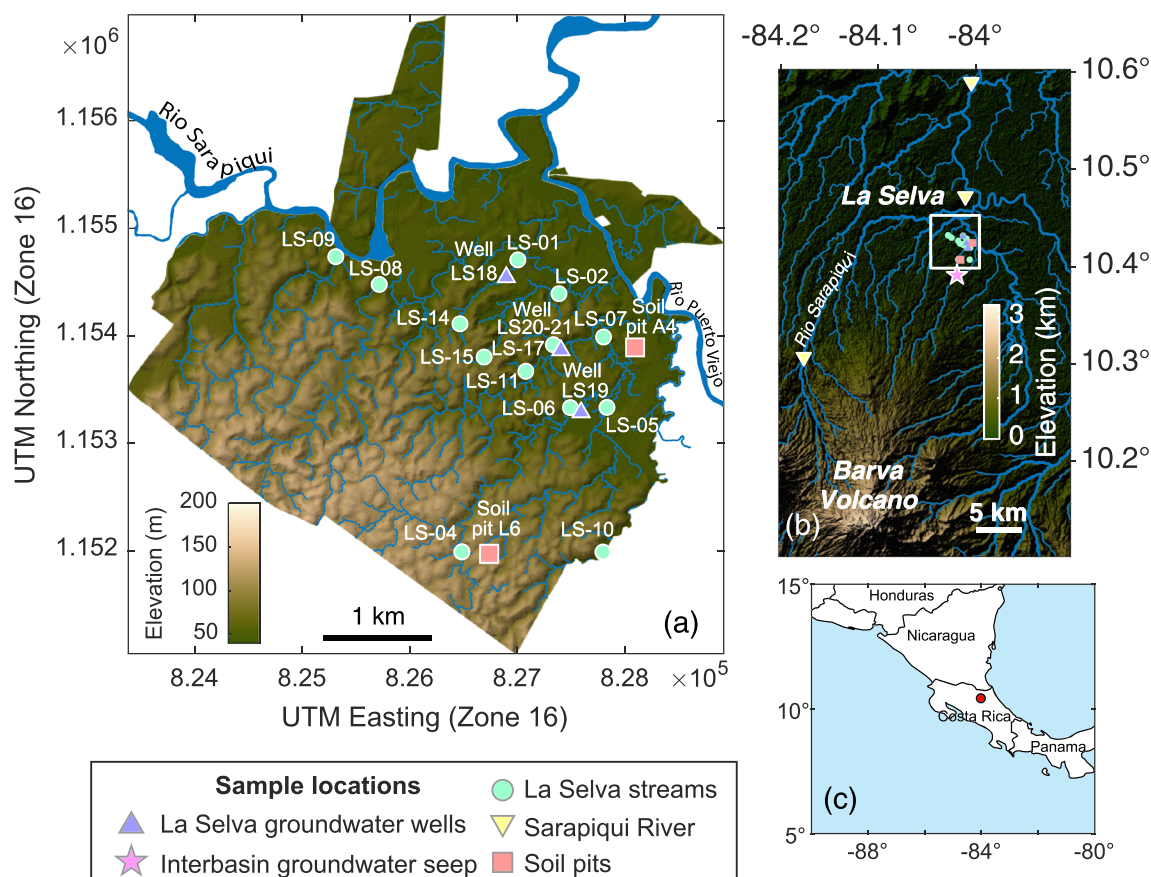 ×10⁶
1.156
1.155
1.154
1.153
1.152
UTM Northing (Zone 16)
Rio Sarapiqui
LS-09
LS-08
Well
LS18
LS-01
LS-02
LS-14
Well
LS20-21
LS-07
Soil
pit A4
Rio Puerto Viejo
LS-15
LS-17
LS-11
Well
LS19
LS-06
LS-05
Soil
pit L6
LS-04
LS-10
Elevation (m)
200
150
100
50
1 km
(a)
8.24
8.25
8.26
8.27
8.28
×10⁵
UTM Easting (Zone 16)
-84.2°
-84.1°
-84°
10.6°
10.5°
10.4°
10.3°
10.2°
La Selva
Rio Sarapiqui
Elevation (km)
3
2
1
0
Barva
Volcano
(b)
5 km
15°
10°
5°
Honduras
Nicaragua
Costa Rica
Panama
(c)
-88°
-84°
-80°
Sample locations
La Selva groundwater wells
Interbasin groundwater seep
La Selva streams
Sarapiqui River
Soil pits